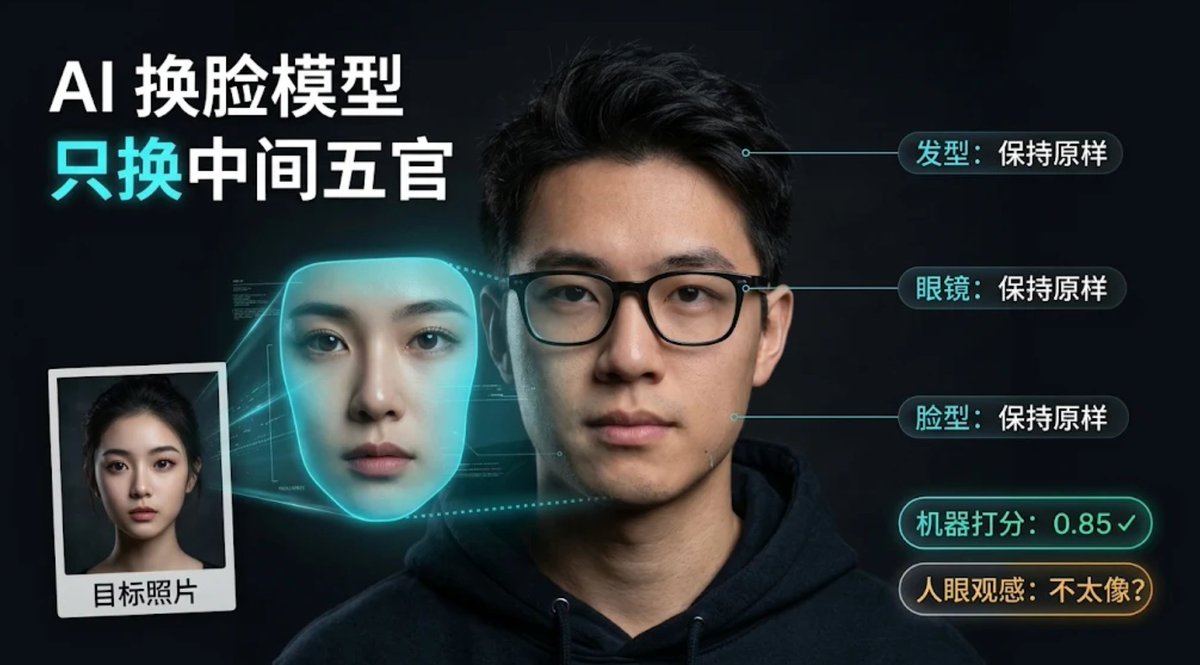 AI 换脸模型
只换中间五官
发型：保持原样
眼镜：保持原样
脸型：保持原样
机器打分：0.85✓
人眼观感：不太像？
目标照片